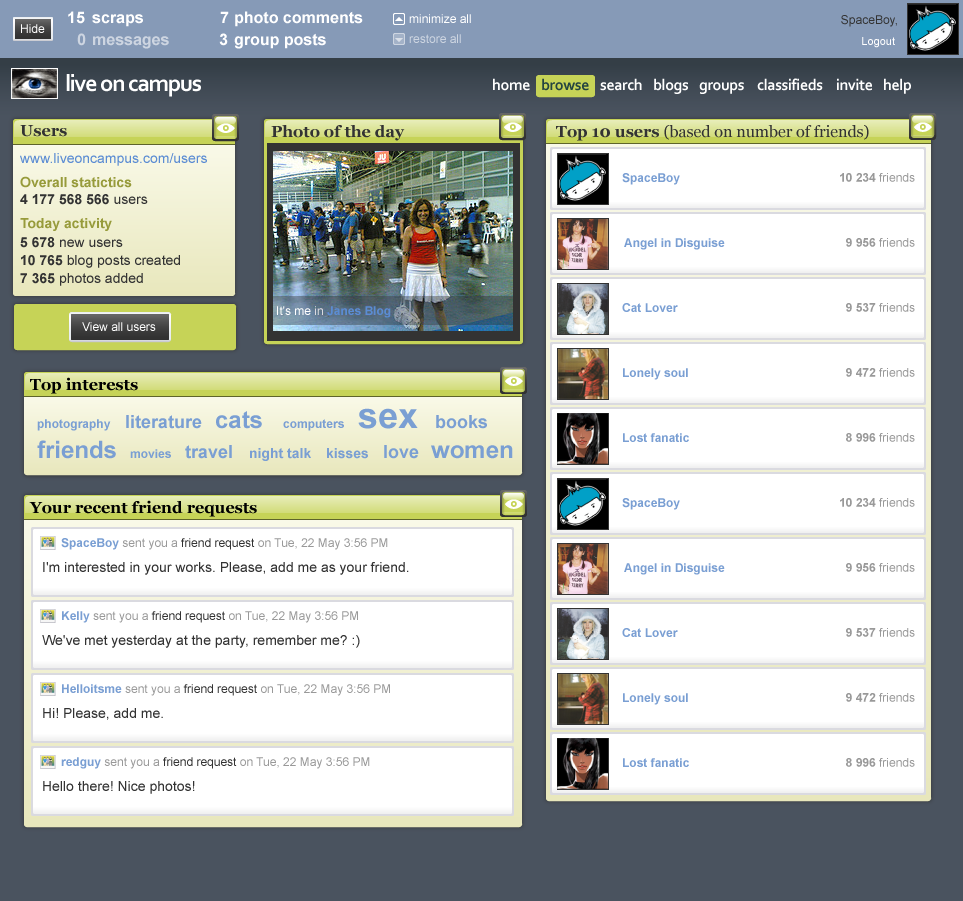 Hide
15 scraps
0 messages
7 photo comments
3 group posts
minimize all
restore all
SpaceBoy,
Logout
live on campus
home browse search blogs groups classifieds invite help
Users
www.liveoncampus.com/users
Overall statictics
4 177 568 566 users
Today activity
5 678 new users
10 765 blog posts created
7 365 photos added
View all users
Photo of the day
It's me in Janes Blog
Top interests
photography literature cats computers sex books
friends movies travel night talk kisses love women
Your recent friend requests
SpaceBoy sent you a friend request on Tue, 22 May 3:56 PM
I'm interested in your works. Please, add me as your friend.
Kelly sent you a friend request on Tue, 22 May 3:56 PM
We've met yesterday at the party, remember me? :)
Helloitsme sent you a friend request on Tue, 22 May 3:56 PM
Hi! Please, add me.
redguy sent you a friend request on Tue, 22 May 3:56 PM
Hello there! Nice photos!
Top 10 users (based on number of friends)
SpaceBoy 10 234 friends
Angel in Disguise 9 956 friends
Cat Lover 9 537 friends
Lonely soul 9 472 friends
Lost fanatic 8 996 friends
SpaceBoy 10 234 friends
Angel in Disguise 9 956 friends
Cat Lover 9 537 friends
Lonely soul 9 472 friends
Lost fanatic 8 996 friends